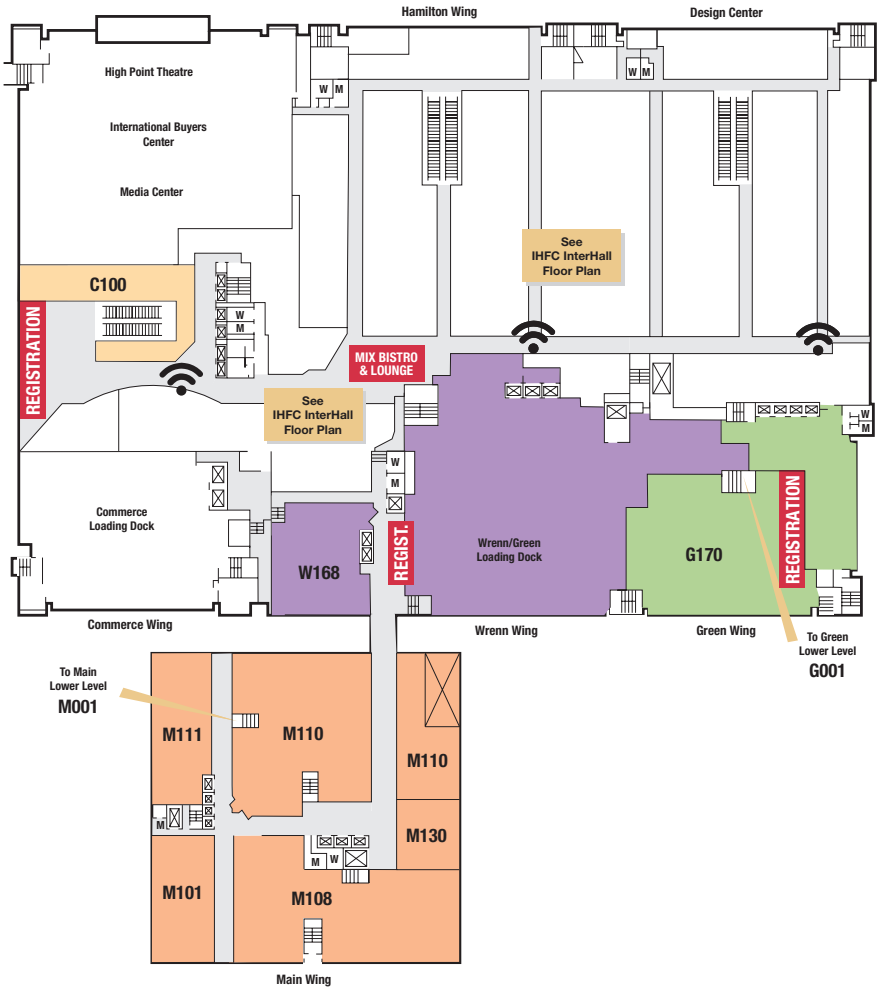 Hamilton Wing
Design Center
High Point Theatre
W M
W M
International Buyers
Center
Media Center
See
IHFC InterHall
Floor Plan
C100
REGISTRATION
W
M
MIX BISTRO
& LOUNGE
See
IHFC InterHall
Floor Plan
W
M
W
M
Commerce
Loading Dock
REGIST.
Wrenn/Green
Loading Dock
G170
REGISTRATION
W168
Commerce Wing
Wrenn Wing
Green Wing
To Green
Lower Level
G001
To Main
Lower Level
M001
M111
M110
M110
M
M130
M W
M101
M108
Main Wing